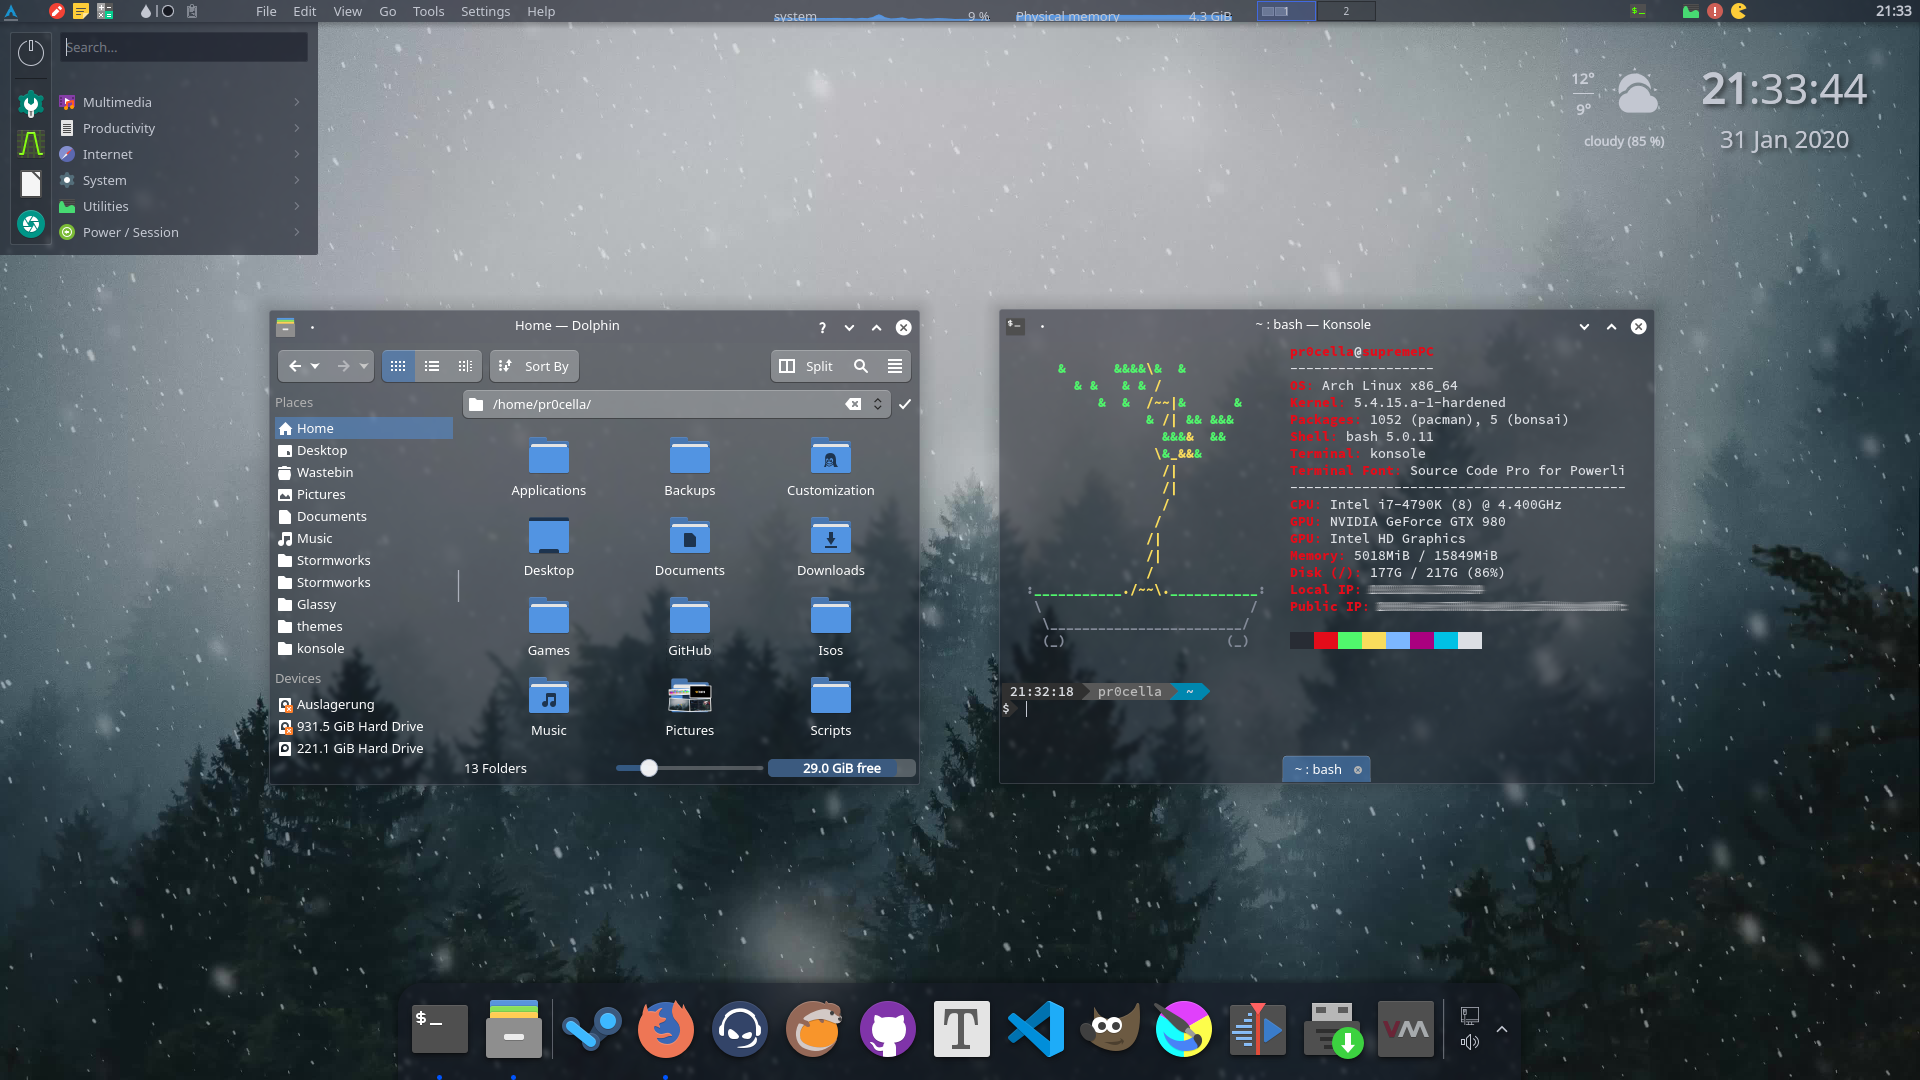 File Edit View Go Tools Settings Help
system 9 % Physical memory 4.3 GiB
1 2
21:33
Search...
Multimedia
Productivity
Internet
System
Utilities
Power / Session
12°
9°
cloudy (85 %)
21:33:44
31 Jan 2020
Home — Dolphin
?
Sort By
Split
Places
/home/pr0cella/
Home
Desktop
Wastebin
Pictures
Documents
Music
Stormworks
Stormworks
Glassy
themes
konsole
Devices
Auslagerung
931.5 GiB Hard Drive
221.1 GiB Hard Drive
Applications Backups Customization
Desktop Documents Downloads
Games GitHub Isos
Music Pictures Scripts
13 Folders
29.0 GiB free
~ : bash — Konsole
pr0cella@supremePC
------------------
OS: Arch Linux x86_64
Kernel: 5.4.15.a-1-hardened
Packages: 1052 (pacman), 5 (bonsai)
Shell: bash 5.0.11
Terminal: konsole
Terminal Font: Source Code Pro for Powerli
------------------------------------------
CPU: Intel i7-4790K (8) @ 4.400GHz
GPU: NVIDIA GeForce GTX 980
GPU: Intel HD Graphics
Memory: 5018MiB / 15849MiB
Disk (/): 177G / 217G (86%)
Local IP:
Public IP:
21:32:18 pr0cella ~
$
~ : bash
$_
T
VM